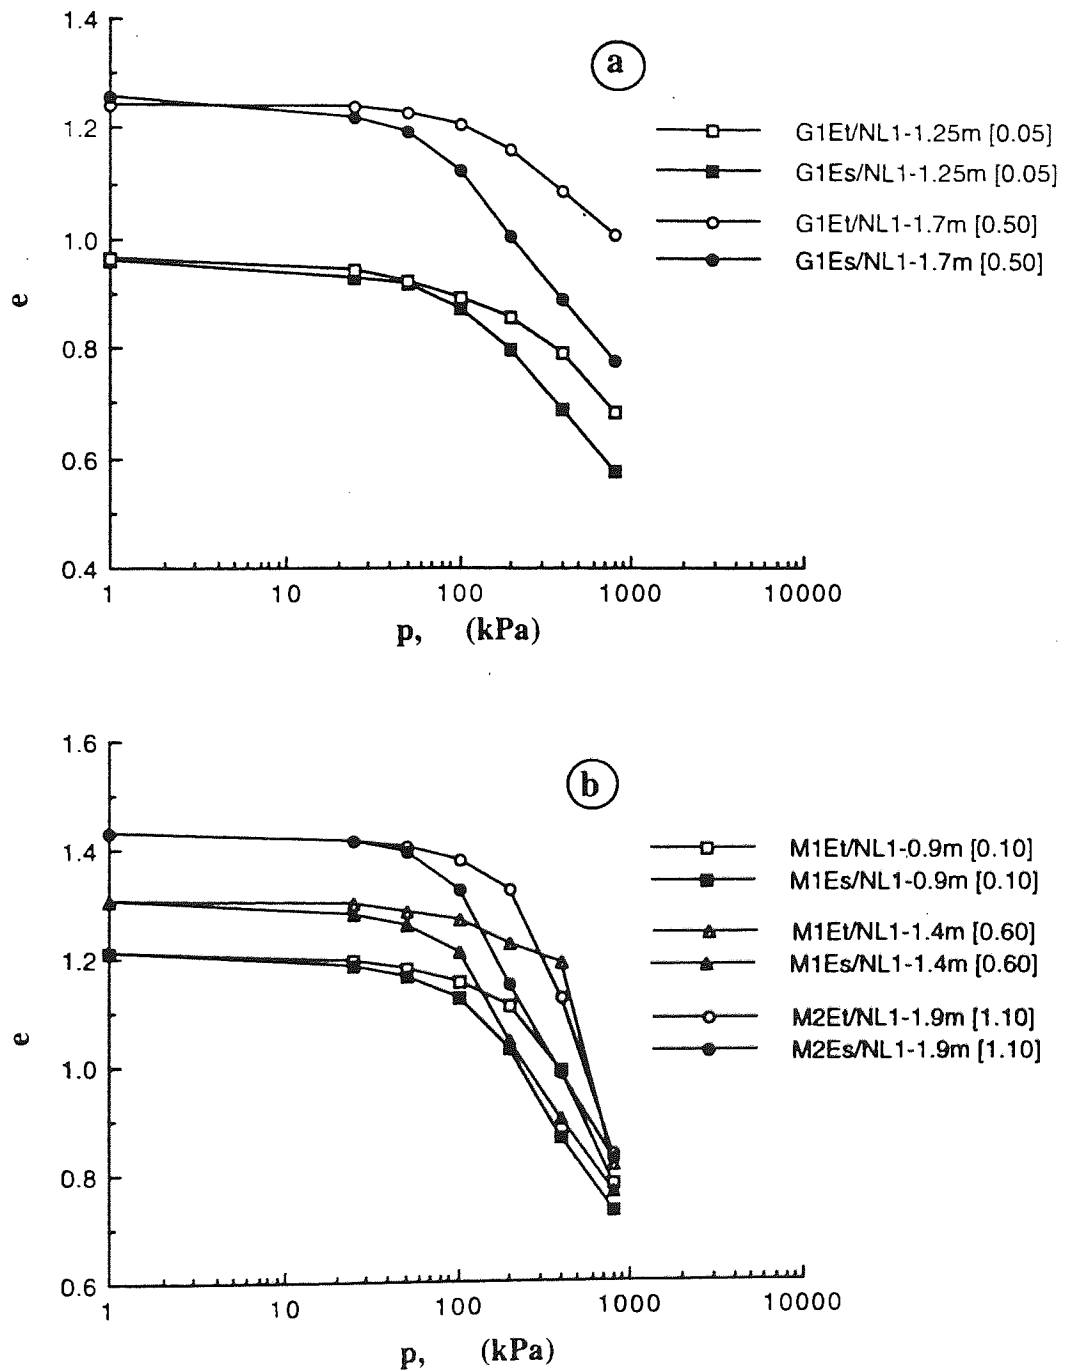 1.4
a
1.2
G1Et/NL1-1.25m [0.05]
G1Es/NL1-1.25m [0.05]
G1Et/NL1-1.7m [0.50]
1.0
G1Es/NL1-1.7m [0.50]
e
0.8
0.6
0.4
1 10 100 1000 10000
p, (kPa)
1.6
b
1.4
M1Et/NL1-0.9m [0.10]
M1Es/NL1-0.9m [0.10]
M1Et/NL1-1.4m [0.60]
1.2
M1Es/NL1-1.4m [0.60]
M2Et/NL1-1.9m [1.10]
e
M2Es/NL1-1.9m [1.10]
1.0
0.8
0.6
1 10 100 1000 10000
p, (kPa)